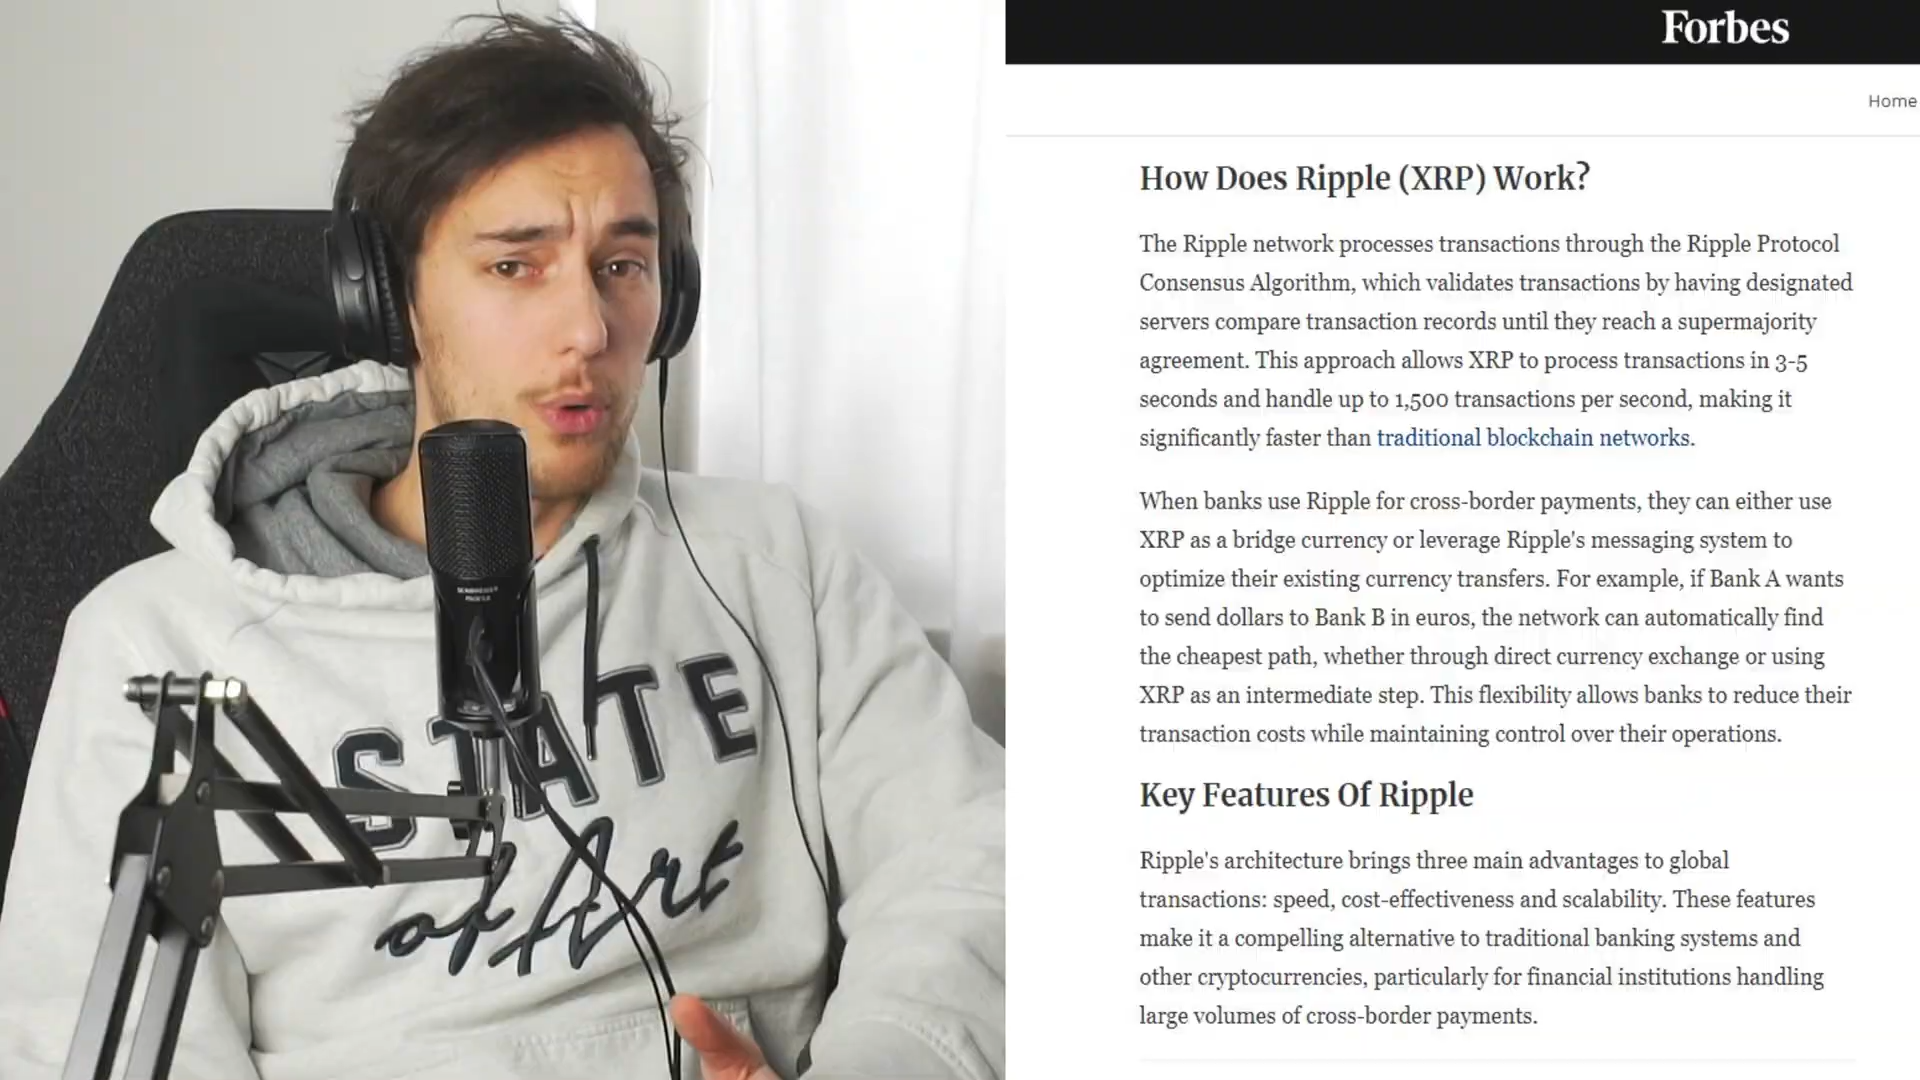 Forbes
Home
How Does Ripple (XRP) Work?
The Ripple network processes transactions through the Ripple Protocol
Consensus Algorithm, which validates transactions by having designated
servers compare transaction records until they reach a supermajority
agreement. This approach allows XRP to process transactions in 3-5
seconds and handle up to 1,500 transactions per second, making it
significantly faster than traditional blockchain networks.
When banks use Ripple for cross-border payments, they can either use
XRP as a bridge currency or leverage Ripple's messaging system to
optimize their existing currency transfers. For example, if Bank A wants
to send dollars to Bank B in euros, the network can automatically find
the cheapest path, whether through direct currency exchange or using
XRP as an intermediate step. This flexibility allows banks to reduce their
transaction costs while maintaining control over their operations.
Key Features Of Ripple
Ripple's architecture brings three main advantages to global
transactions: speed, cost-effectiveness and scalability. These features
make it a compelling alternative to traditional banking systems and
other cryptocurrencies, particularly for financial institutions handling
large volumes of cross-border payments.
STATE
of Art